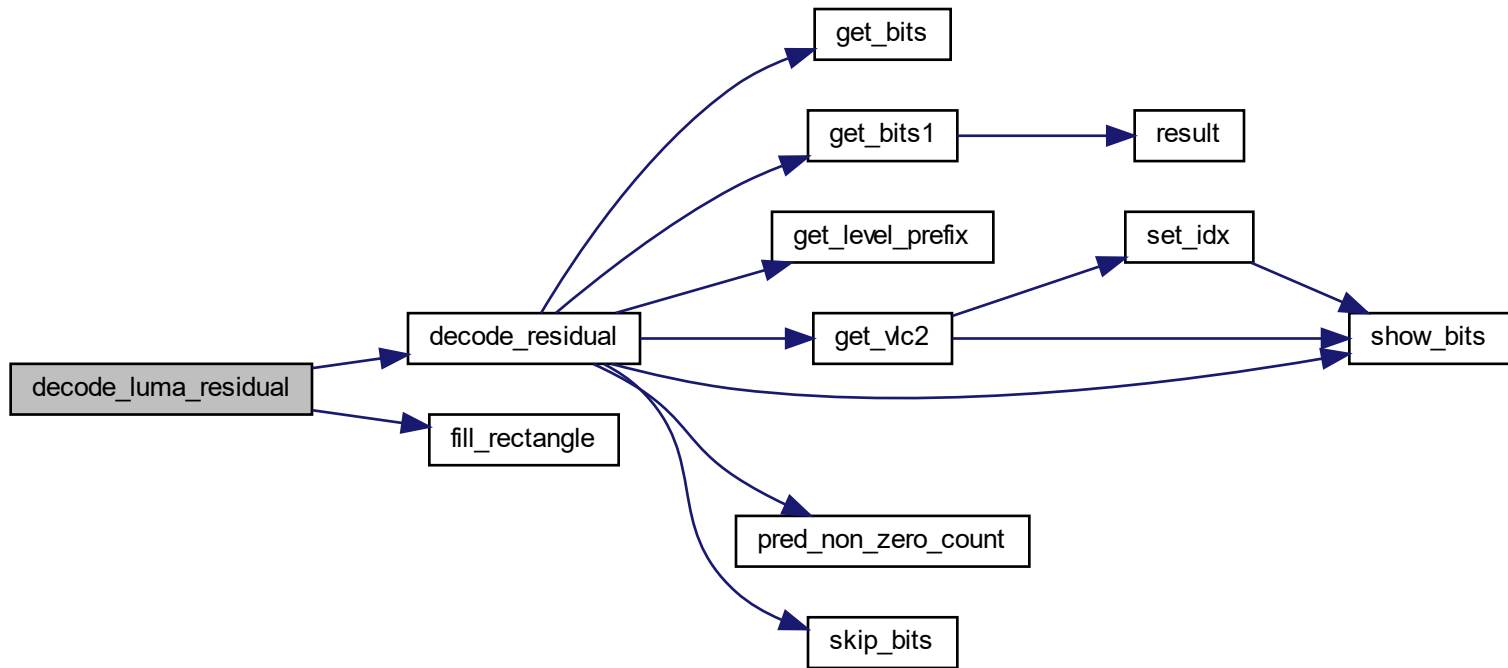 get_bits
get_bits1
result
get_level_prefix
set_idx
decode_residual
get_vlc2
show_bits
decode_luma_residual
fill_rectangle
pred_non_zero_count
skip_bits